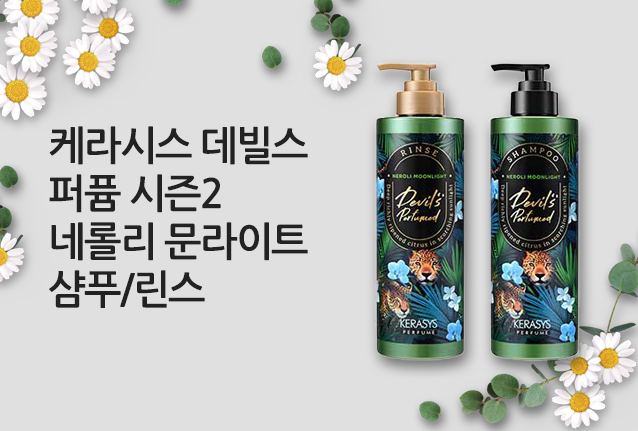 케라시스 데빌스
퍼퓸 시즌2
네롤리 문라이트
샴푸/린스
RINSE
NEROLI MOONLIGHT
Devil's
Perfumed
KERASYS
PERFUME
SHAMPOO
NEROLI MOONLIGHT
Devil's
Perfumed
KERASYS
PERFUME